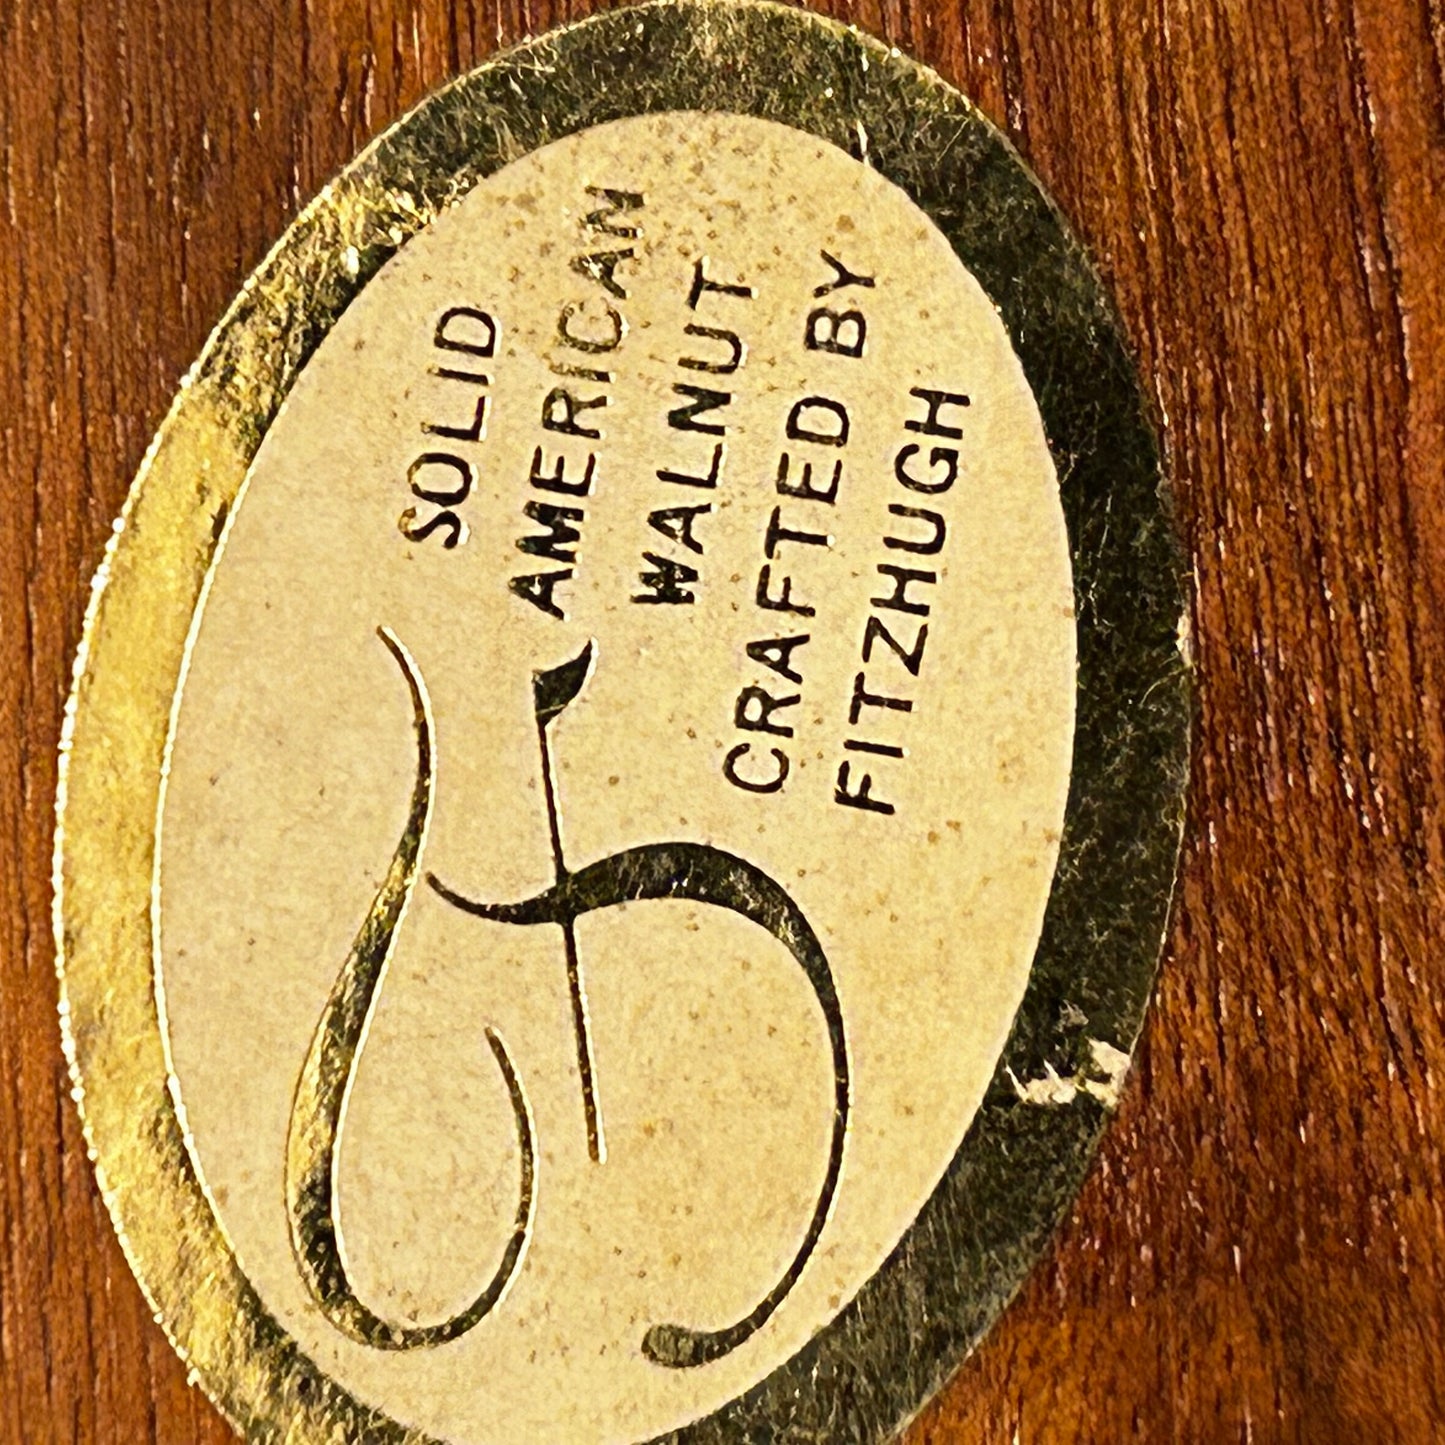 SOLID
AMERICAN
WALNUT
CRAFTED BY
FITZHUGH